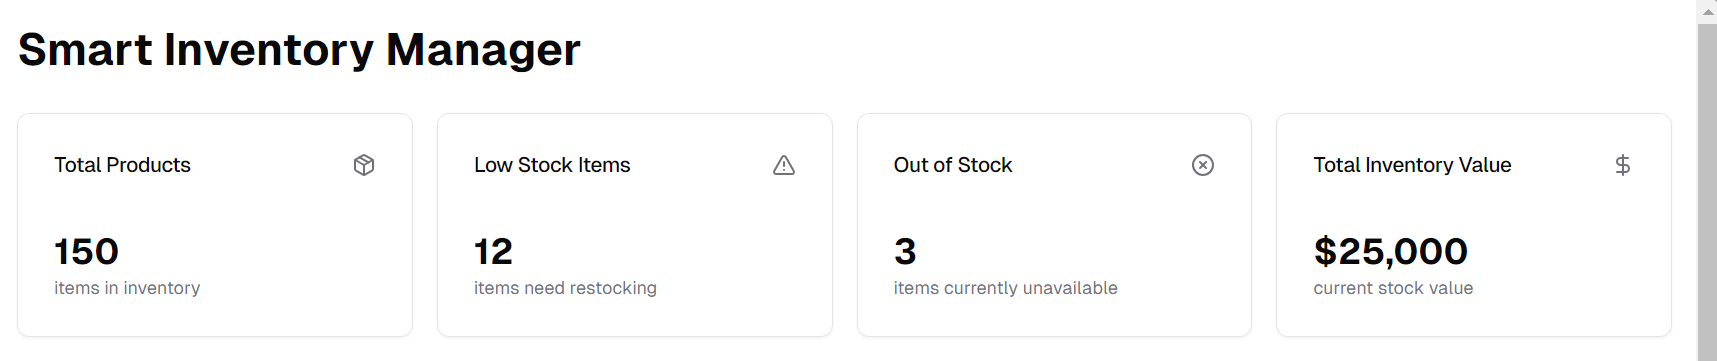 Smart Inventory Manager
Total Products
150
items in inventory
Low Stock Items
12
items need restocking
Out of Stock
3
items currently unavailable
Total Inventory Value
$25,000
current stock value